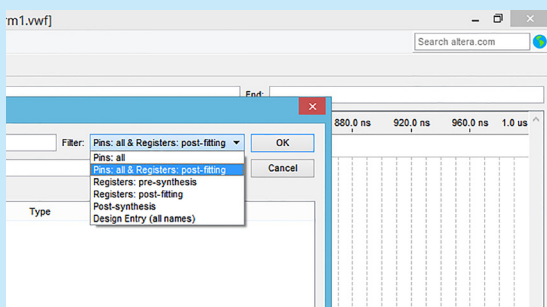 rm1.vwf]
Search altera.com
End:
880.0 ns 920.0 ns 960.0 ns 1.0 us
Filter: Pins: all & Registers: post-fitting OK
Pins: all
Pins: all & Registers: post-fitting Cancel
Registers: pre-synthesis
Registers: post-fitting
Type Post-synthesis
Design Entry (all names)